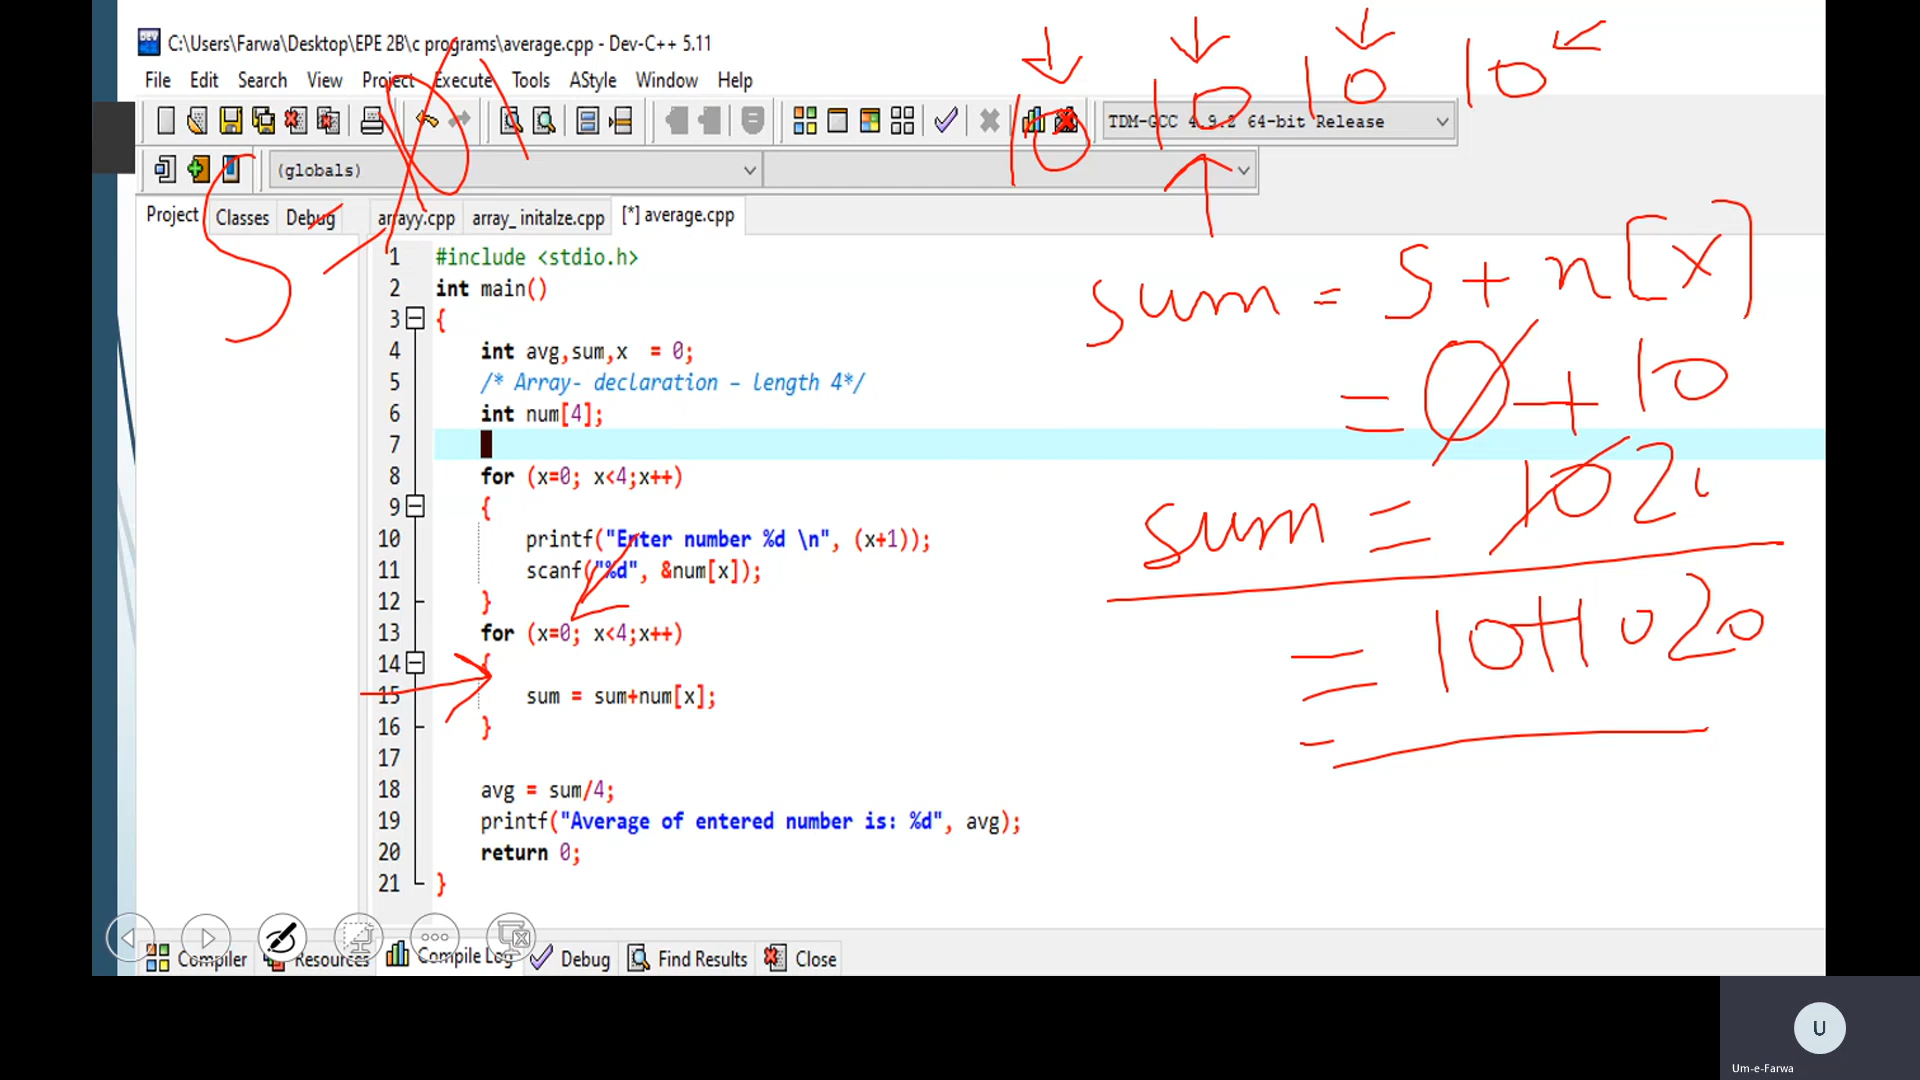 C:\Users\Farwa\Desktop\EPE 2B\c programs\average.cpp - Dev-C++ 5.11
File Edit Search View Project Execute Tools AStyle Window Help
10 10 10 10
TDM-GCC 4.9.2 64-bit Release
(globals)
Project Classes Debug arrayy.cpp array_ initalze.cpp [*] average.cpp
1 #include <stdio.h>
2 int main()
3 {
4 int avg,sum,x  = 0;
5 /* Array- declaration – length 4*/
6 int num[4];
7
8 for (x=0; x<4;x++)
9 {
10 printf("Enter number %d \n", (x+1));
11 scanf("%d", &num[x]);
12 }
13 for (x=0; x<4;x++)
14 {
15 sum = sum+num[x];
16 }
17
18 avg = sum/4;
19 printf("Average of entered number is: %d", avg);
20 return 0;
21 }
sum = S + n[x]
= 0 + 10
sum = 10 20
= 10+10 20
=
Compiler Resources Compile Log Debug Find Results Close
U
Um-e-Farwa